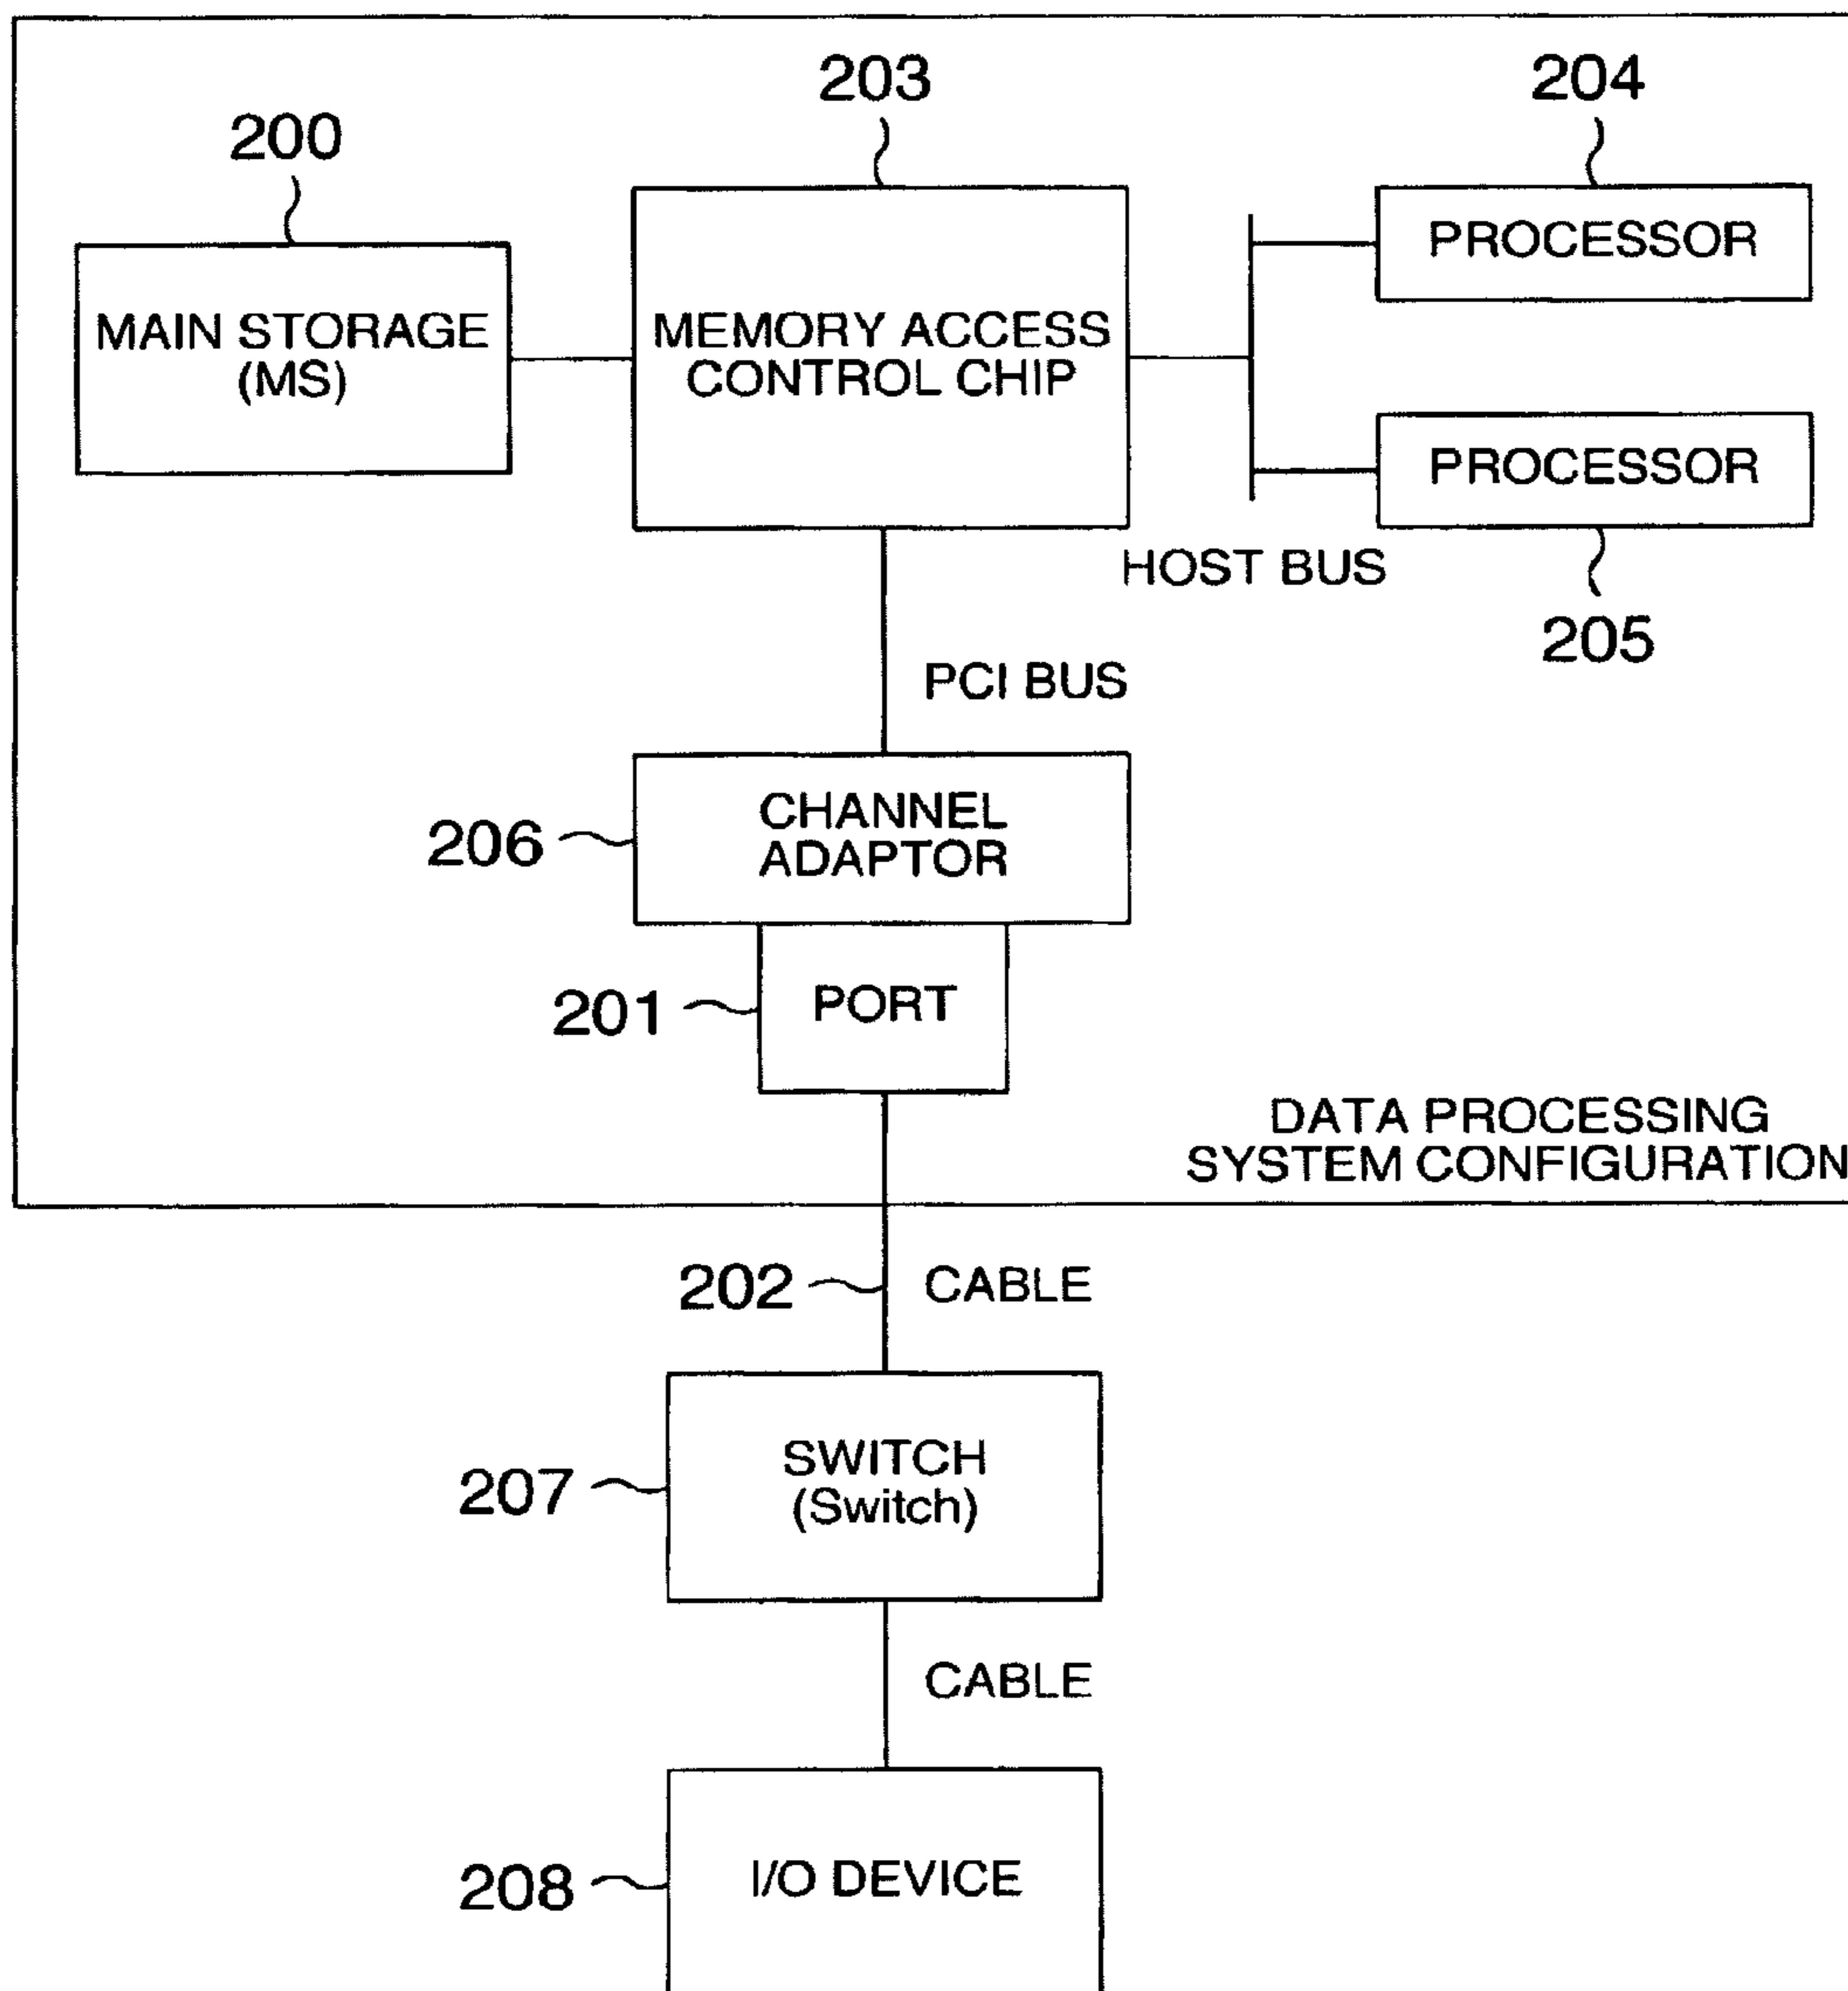 203
204
200
PROCESSOR
MAIN STORAGE
(MS)
MEMORY ACCESS
CONTROL CHIP
PROCESSOR
HOST BUS
205
PCI BUS
206
CHANNEL
ADAPTOR
201
PORT
DATA PROCESSING
SYSTEM CONFIGURATION
202
CABLE
207
SWITCH
(Switch)
CABLE
208
I/O DEVICE